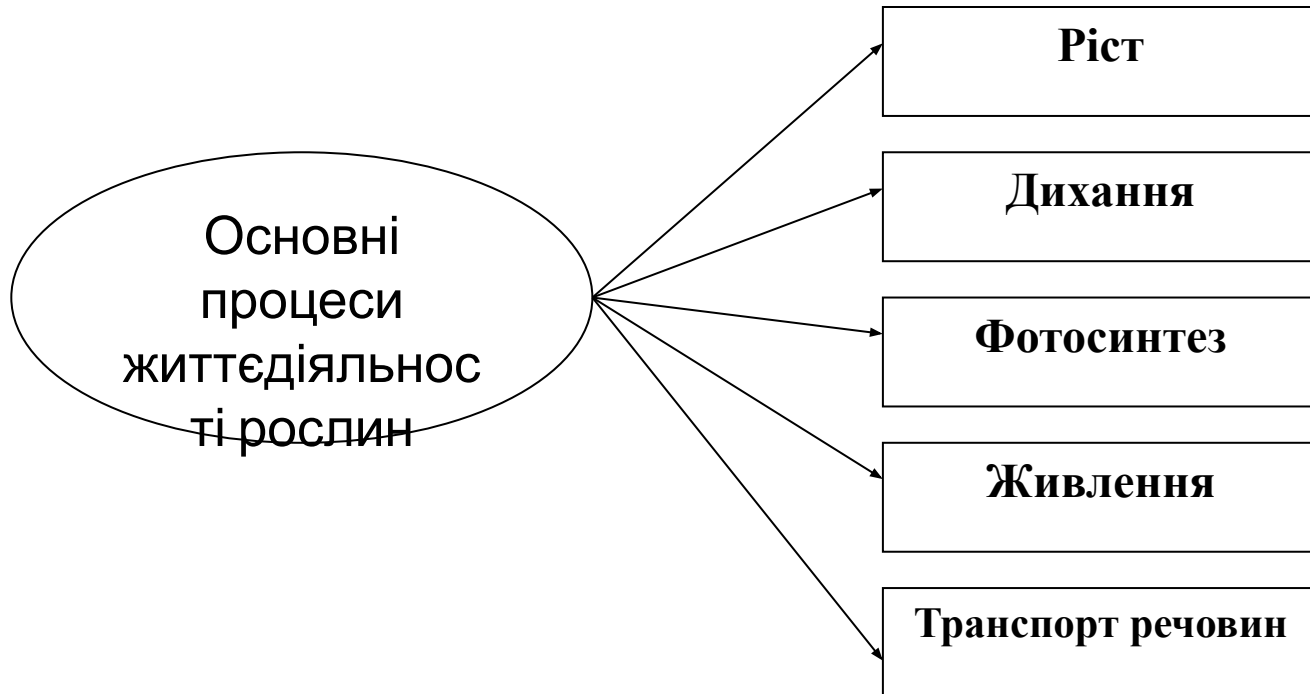 Основні
процеси
життєдіяльнос
ті рослин
Ріст
Дихання
Фотосинтез
Живлення
Транспорт речовин